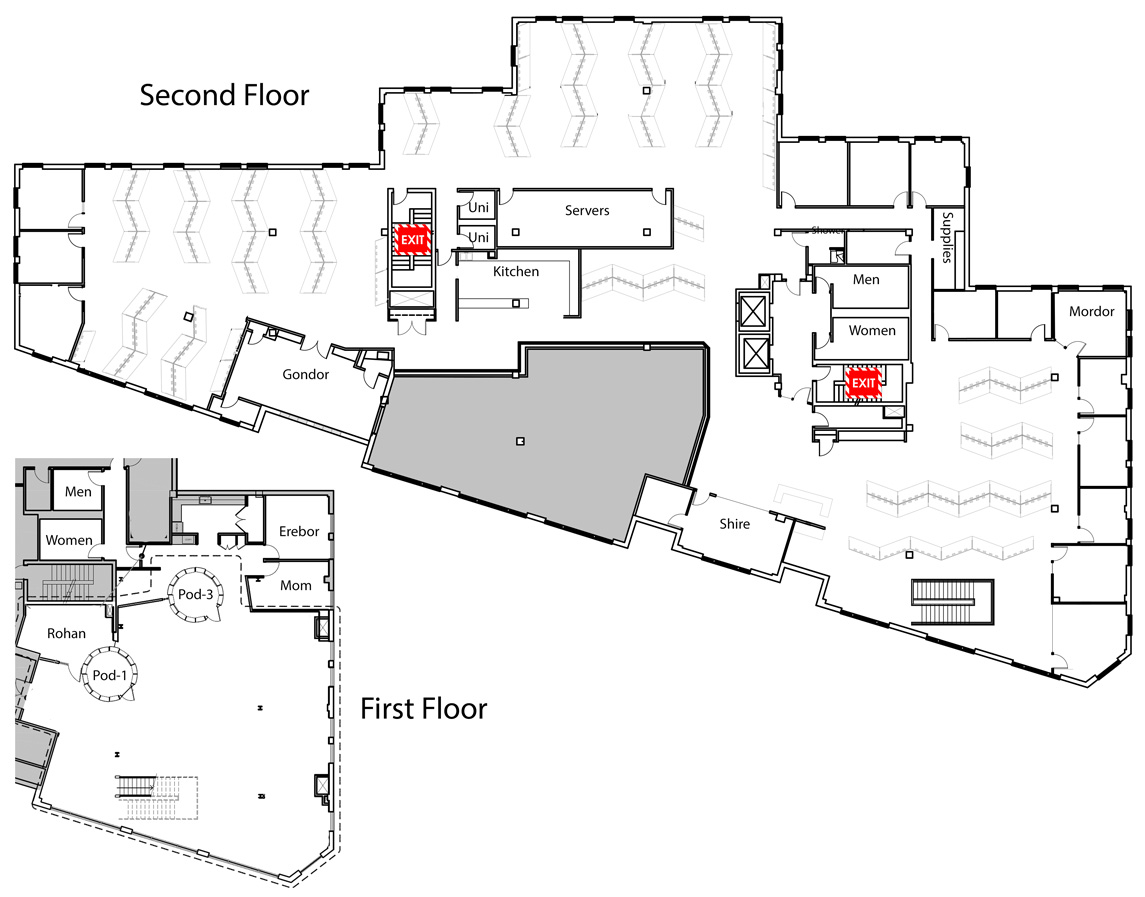 Second Floor
Uni
Uni
Servers
EXIT
Kitchen
Shower
Supplies
Men
Women
Mordor
EXIT
Gondor
Shire
First Floor
Men
Women
Erebor
Mom
Pod-3
Rohan
Pod-1